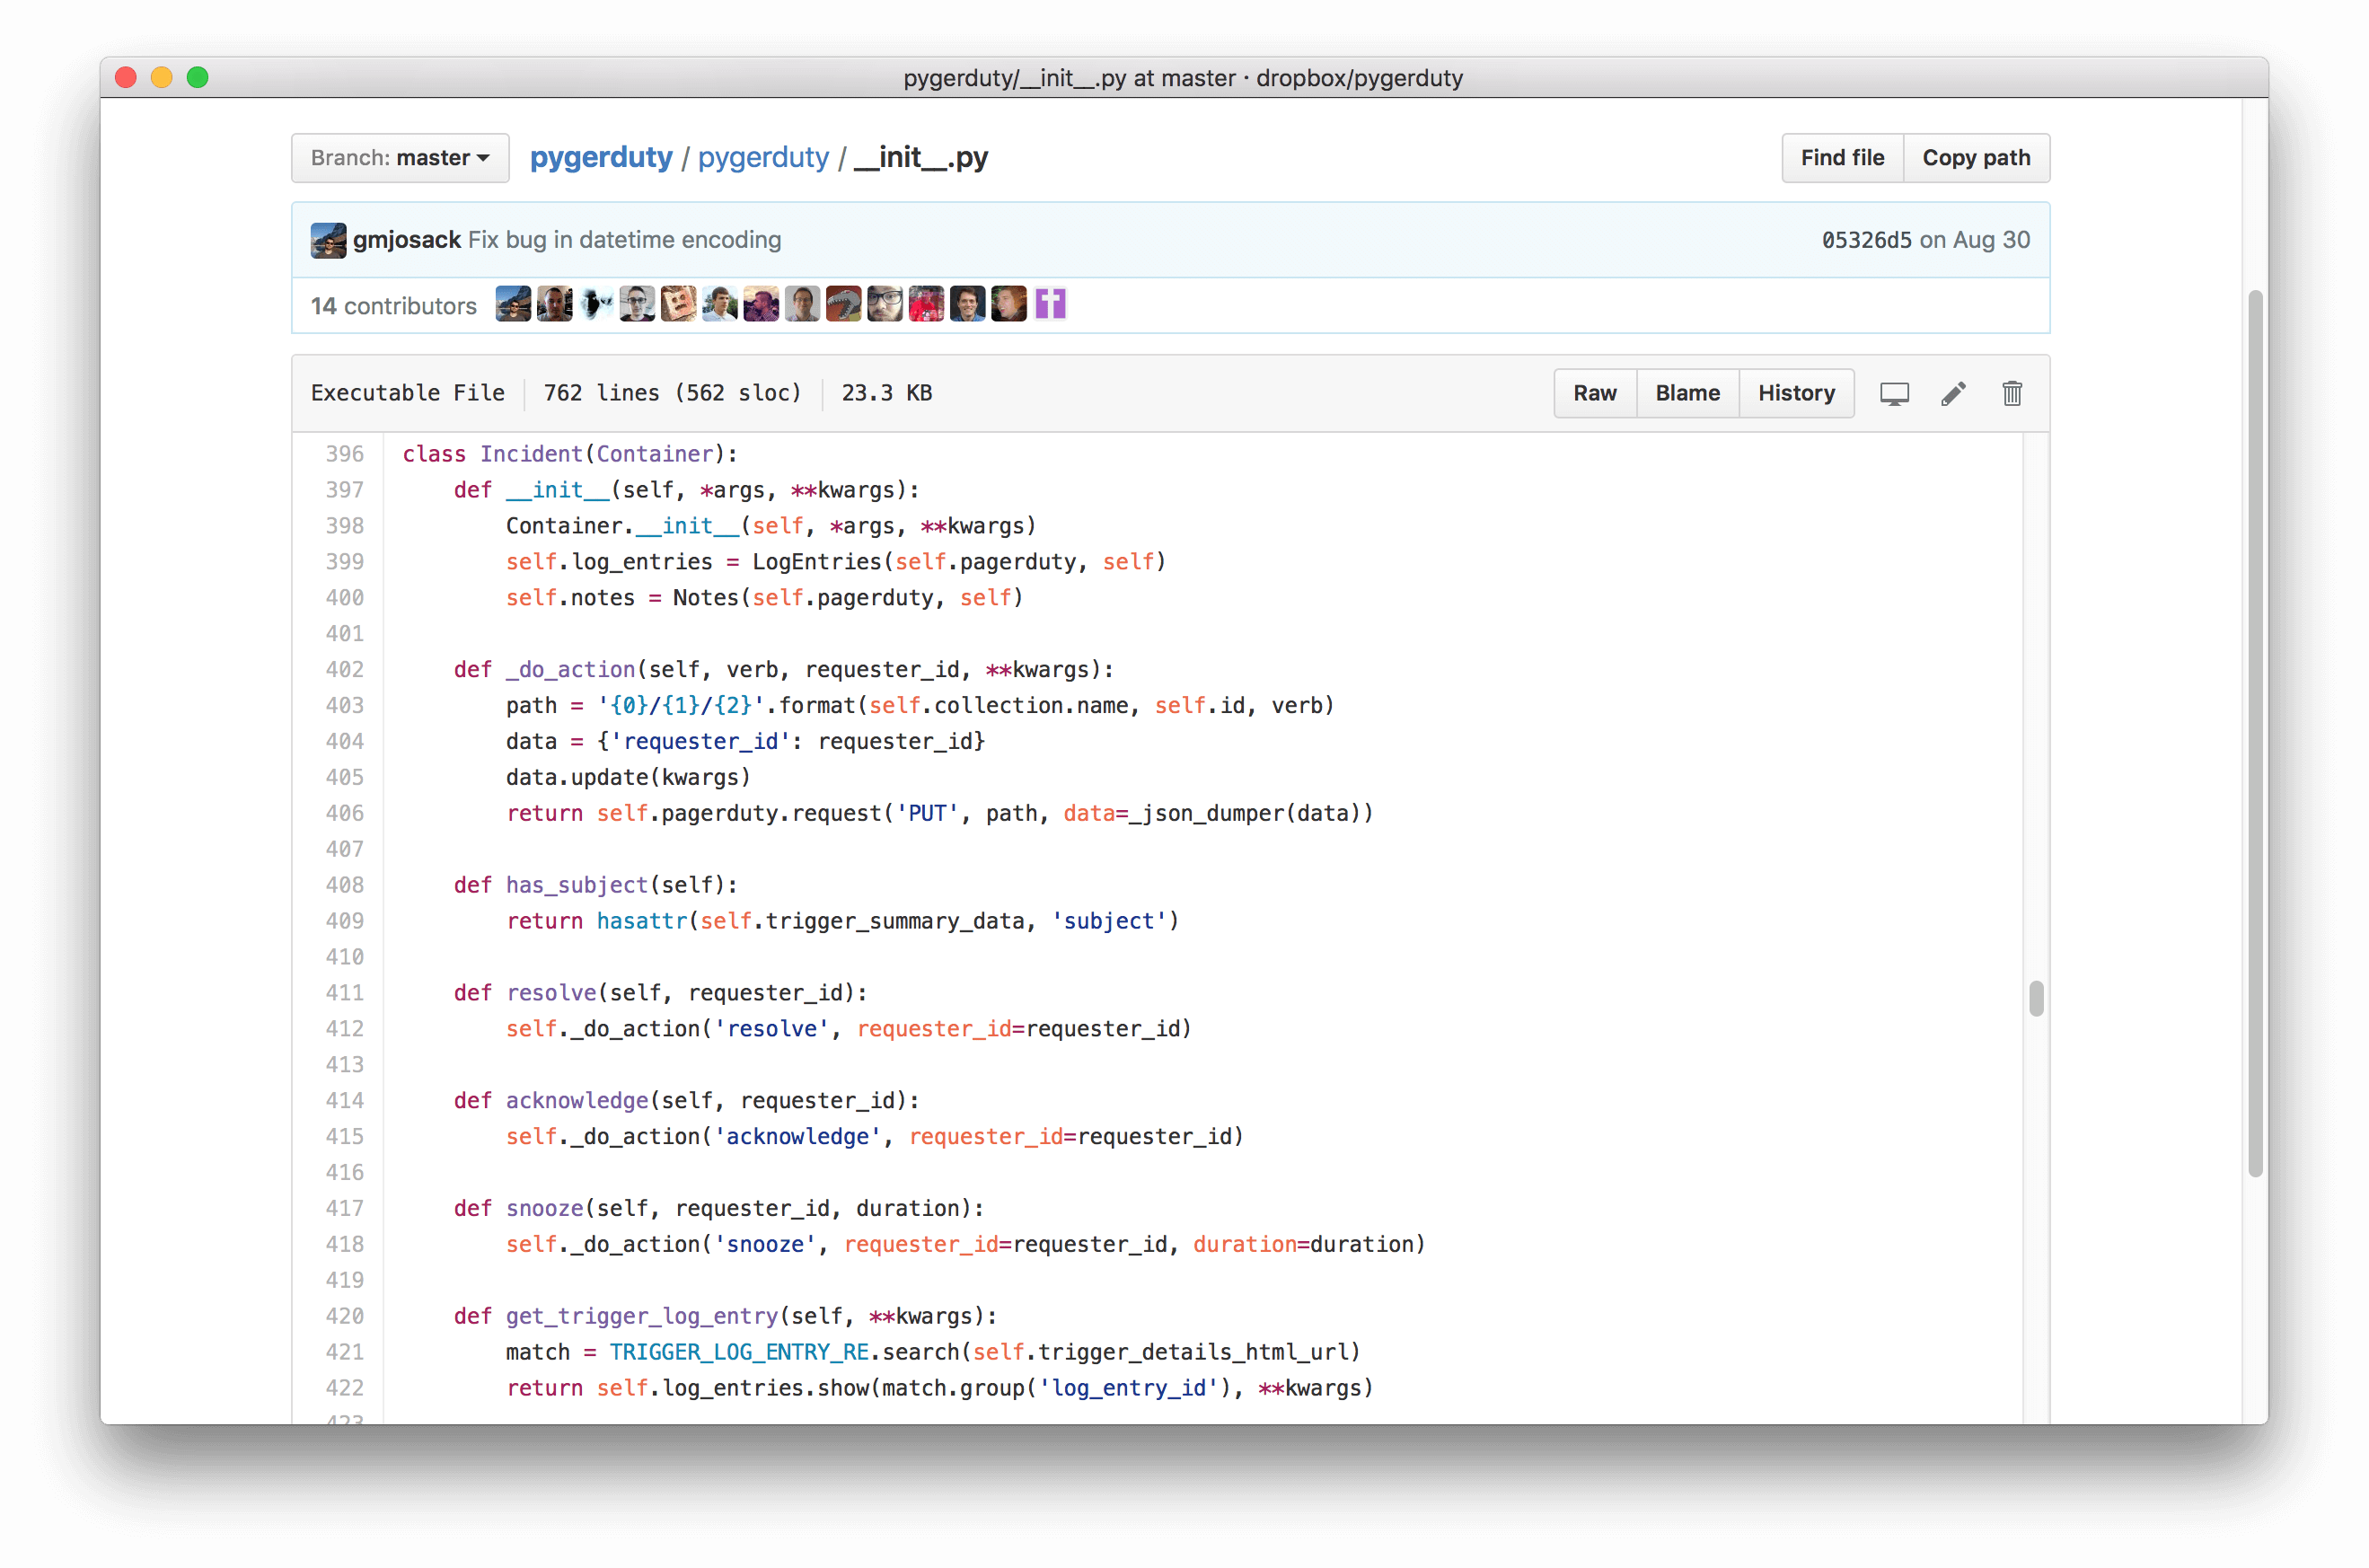 pygerduty/__init__.py at master · dropbox/pygerduty
Branch: master
pygerduty / pygerduty / __init__.py
Find file
Copy path
gmjosack Fix bug in datetime encoding
05326d5 on Aug 30
14 contributors
Executable File
762 lines (562 sloc)
23.3 KB
Raw
Blame
History
396 class Incident(Container):
397     def __init__(self, *args, **kwargs):
398         Container.__init__(self, *args, **kwargs)
399         self.log_entries = LogEntries(self.pagerduty, self)
400         self.notes = Notes(self.pagerduty, self)
401
402     def _do_action(self, verb, requester_id, **kwargs):
403         path = '{0}/{1}/{2}'.format(self.collection.name, self.id, verb)
404         data = {'requester_id': requester_id}
405         data.update(kwargs)
406         return self.pagerduty.request('PUT', path, data=_json_dumper(data))
407
408     def has_subject(self):
409         return hasattr(self.trigger_summary_data, 'subject')
410
411     def resolve(self, requester_id):
412         self._do_action('resolve', requester_id=requester_id)
413
414     def acknowledge(self, requester_id):
415         self._do_action('acknowledge', requester_id=requester_id)
416
417     def snooze(self, requester_id, duration):
418         self._do_action('snooze', requester_id=requester_id, duration=duration)
419
420     def get_trigger_log_entry(self, **kwargs):
421         match = TRIGGER_LOG_ENTRY_RE.search(self.trigger_details_html_url)
422         return self.log_entries.show(match.group('log_entry_id'), **kwargs)
423